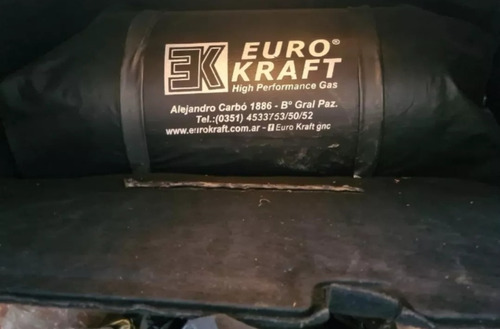 EK EURO®
KRAFT
High Performance Gas
Alejandro Carbó 1886 - Bº Gral Paz.
Tel.:(0351) 4533753/50/52
www.eurokraft.com.ar - f Euro Kraft gnc